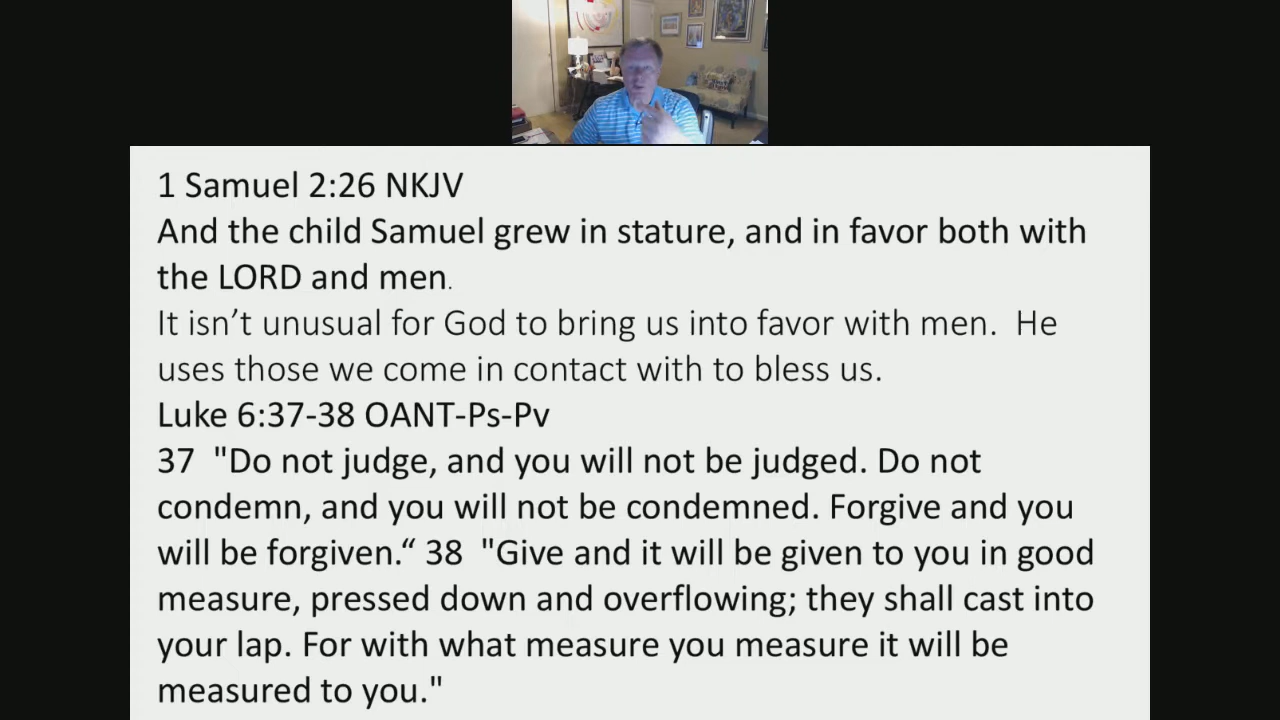 1 Samuel 2:26 NKJV
And the child Samuel grew in stature, and in favor both with
the LORD and men.
It isn’t unusual for God to bring us into favor with men.  He
uses those we come in contact with to bless us.
Luke 6:37-38 OANT-Ps-Pv
37  "Do not judge, and you will not be judged. Do not
condemn, and you will not be condemned. Forgive and you
will be forgiven.“ 38  "Give and it will be given to you in good
measure, pressed down and overflowing; they shall cast into
your lap. For with what measure you measure it will be
measured to you."